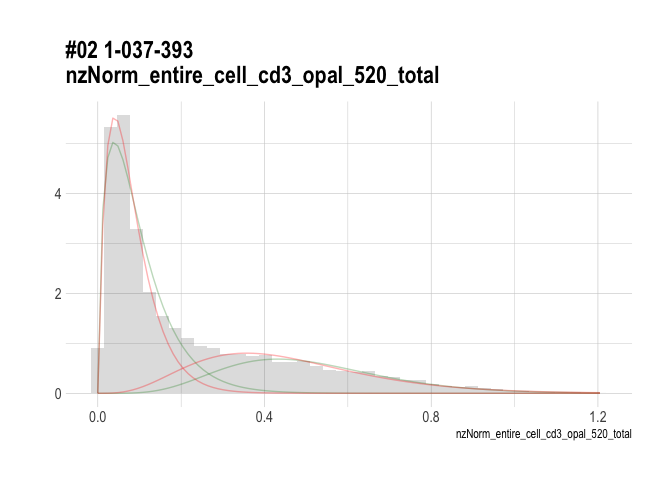 #02 1-037-393
nzNorm_entire_cell_cd3_opal_520_total
4
2
0
0.0 0.4 0.8 1.2
nzNorm_entire_cell_cd3_opal_520_total